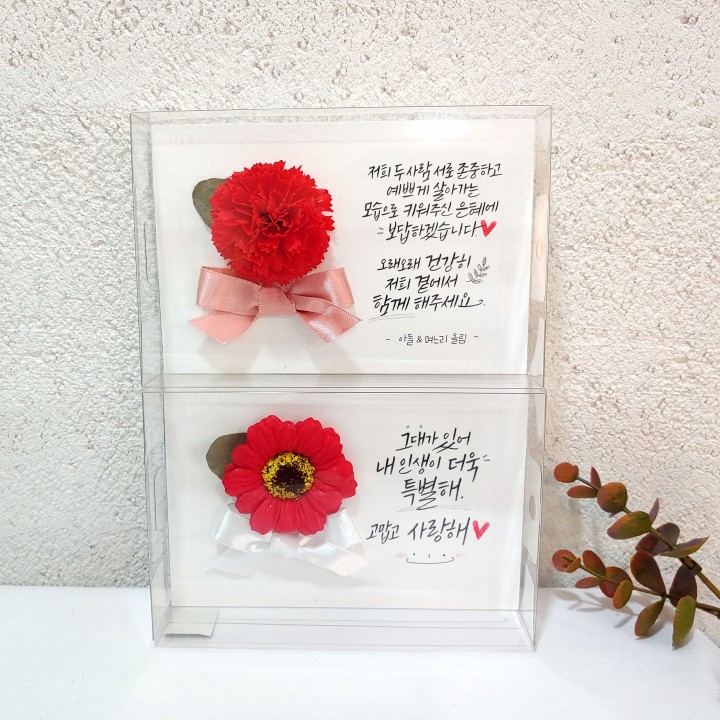 저희 두사람 서로 존중하고
예쁘게 살아가는
모습으로 키워주신 은혜에
보답하겠습니다
오래오래 건강히
저희 곁에서
함께 해주세요.
- 아들 & 며느리 올림 -
그대가 있어
내 인생이 더욱
특별해.
고맙고 사랑해